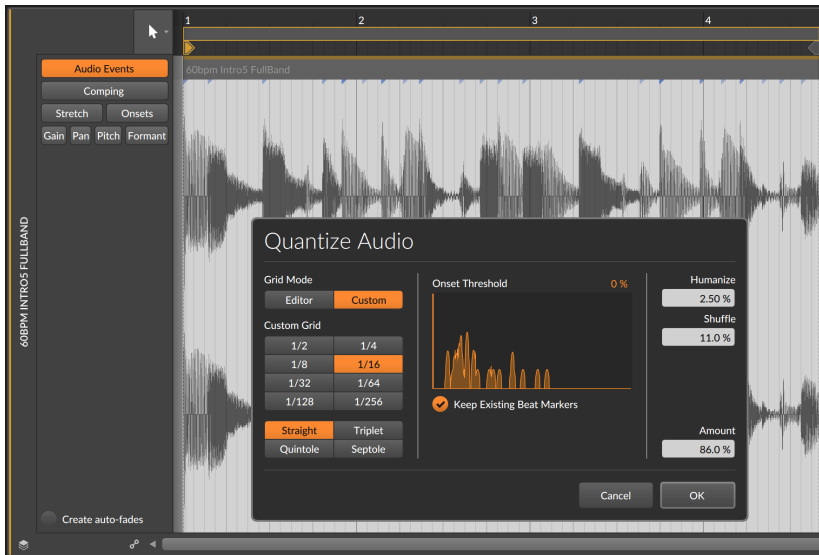 1 2 3 4
Audio Events
60bpm Intro5 FullBand
Comping
Stretch Onsets
Gain Pan Pitch Formant
60BPM INTRO5 FULLBAND
Quantize Audio
Grid Mode
Editor Custom
Custom Grid
1/2 1/4
1/8 1/16
1/32 1/64
1/128 1/256
Straight Triplet
Quintole Septole
Onset Threshold 0 %
Keep Existing Beat Markers
Humanize
2.50 %
Shuffle
11.0 %
Amount
86.0 %
Cancel OK
Create auto-fades